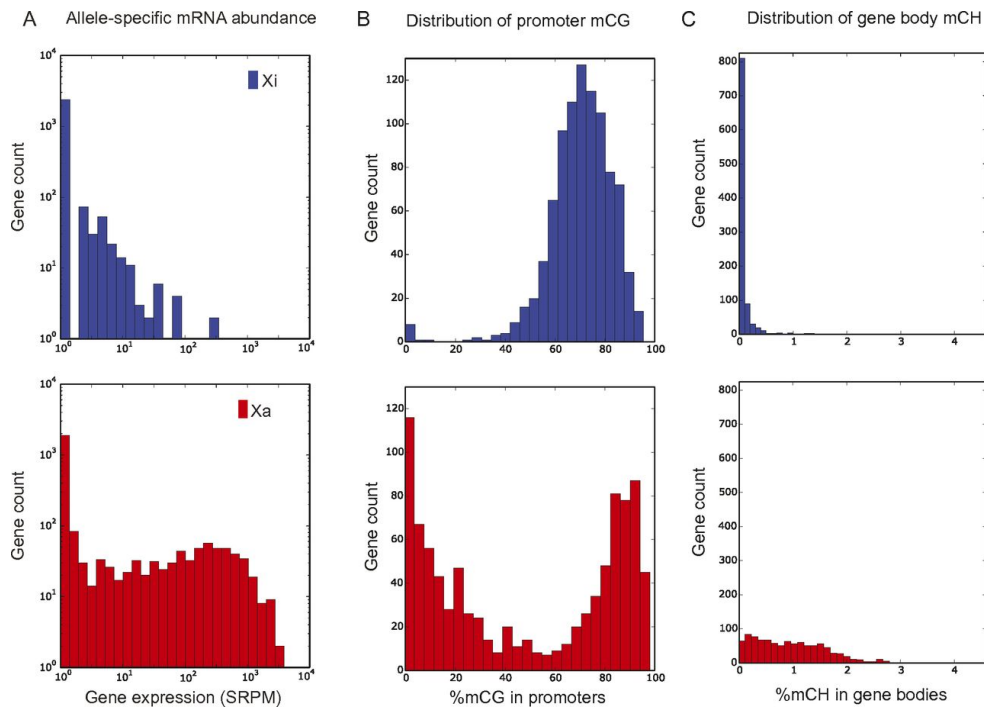 A Allele-specific mRNA abundance
B Distribution of promoter mCG
C Distribution of gene body mCH
Gene count
10⁴
10³
10²
10¹
10⁰
Xi
10⁰ 10¹ 10² 10³ 10⁴
Gene count
120
100
80
60
40
20
0
0 20 40 60 80 100
Gene count
800
700
600
500
400
300
200
100
0
0 1 2 3 4
Gene count
10⁴
10³
10²
10¹
10⁰
Xa
10⁰ 10¹ 10² 10³ 10⁴
Gene expression (SRPM)
Gene count
120
100
80
60
40
20
0
0 20 40 60 80 100
%mCG in promoters
Gene count
800
700
600
500
400
300
200
100
0
0 1 2 3 4
%mCH in gene bodies